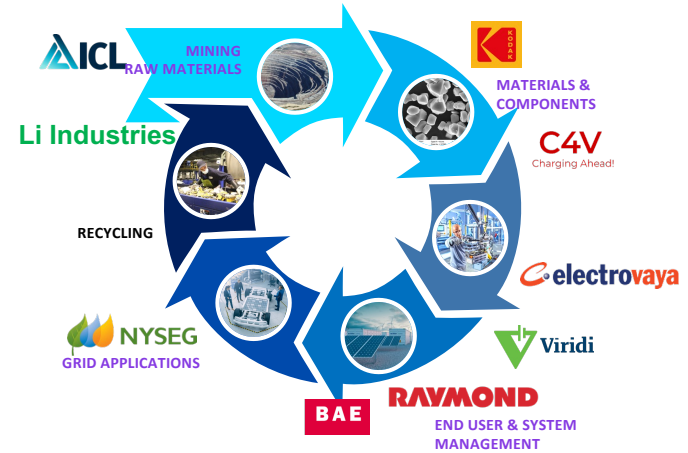 ICL
MINING
RAW MATERIALS
KODAK
MATERIALS &
COMPONENTS
Li Industries
C4V
Charging Ahead!
RECYCLING
electrovaya
NYSEG
GRID APPLICATIONS
Viridi
RAYMOND
BAE
END USER & SYSTEM
MANAGEMENT